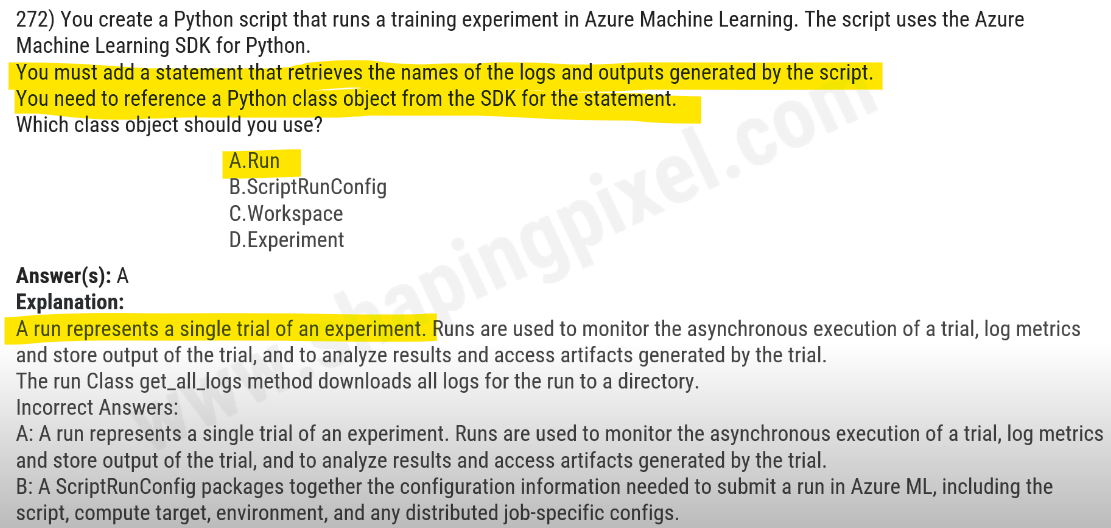 272) You create a Python script that runs a training experiment in Azure Machine Learning. The script uses the Azure
Machine Learning SDK for Python.
You must add a statement that retrieves the names of the logs and outputs generated by the script.
You need to reference a Python class object from the SDK for the statement.
Which class object should you use?
A.Run
B.ScriptRunConfig
C.Workspace
D.Experiment
Answer(s): A
Explanation:
A run represents a single trial of an experiment. Runs are used to monitor the asynchronous execution of a trial, log metrics
and store output of the trial, and to analyze results and access artifacts generated by the trial.
The run Class get_all_logs method downloads all logs for the run to a directory.
Incorrect Answers:
A: A run represents a single trial of an experiment. Runs are used to monitor the asynchronous execution of a trial, log metrics
and store output of the trial, and to analyze results and access artifacts generated by the trial.
B: A ScriptRunConfig packages together the configuration information needed to submit a run in Azure ML, including the
script, compute target, environment, and any distributed job-specific configs.
www.shapingpixel.com